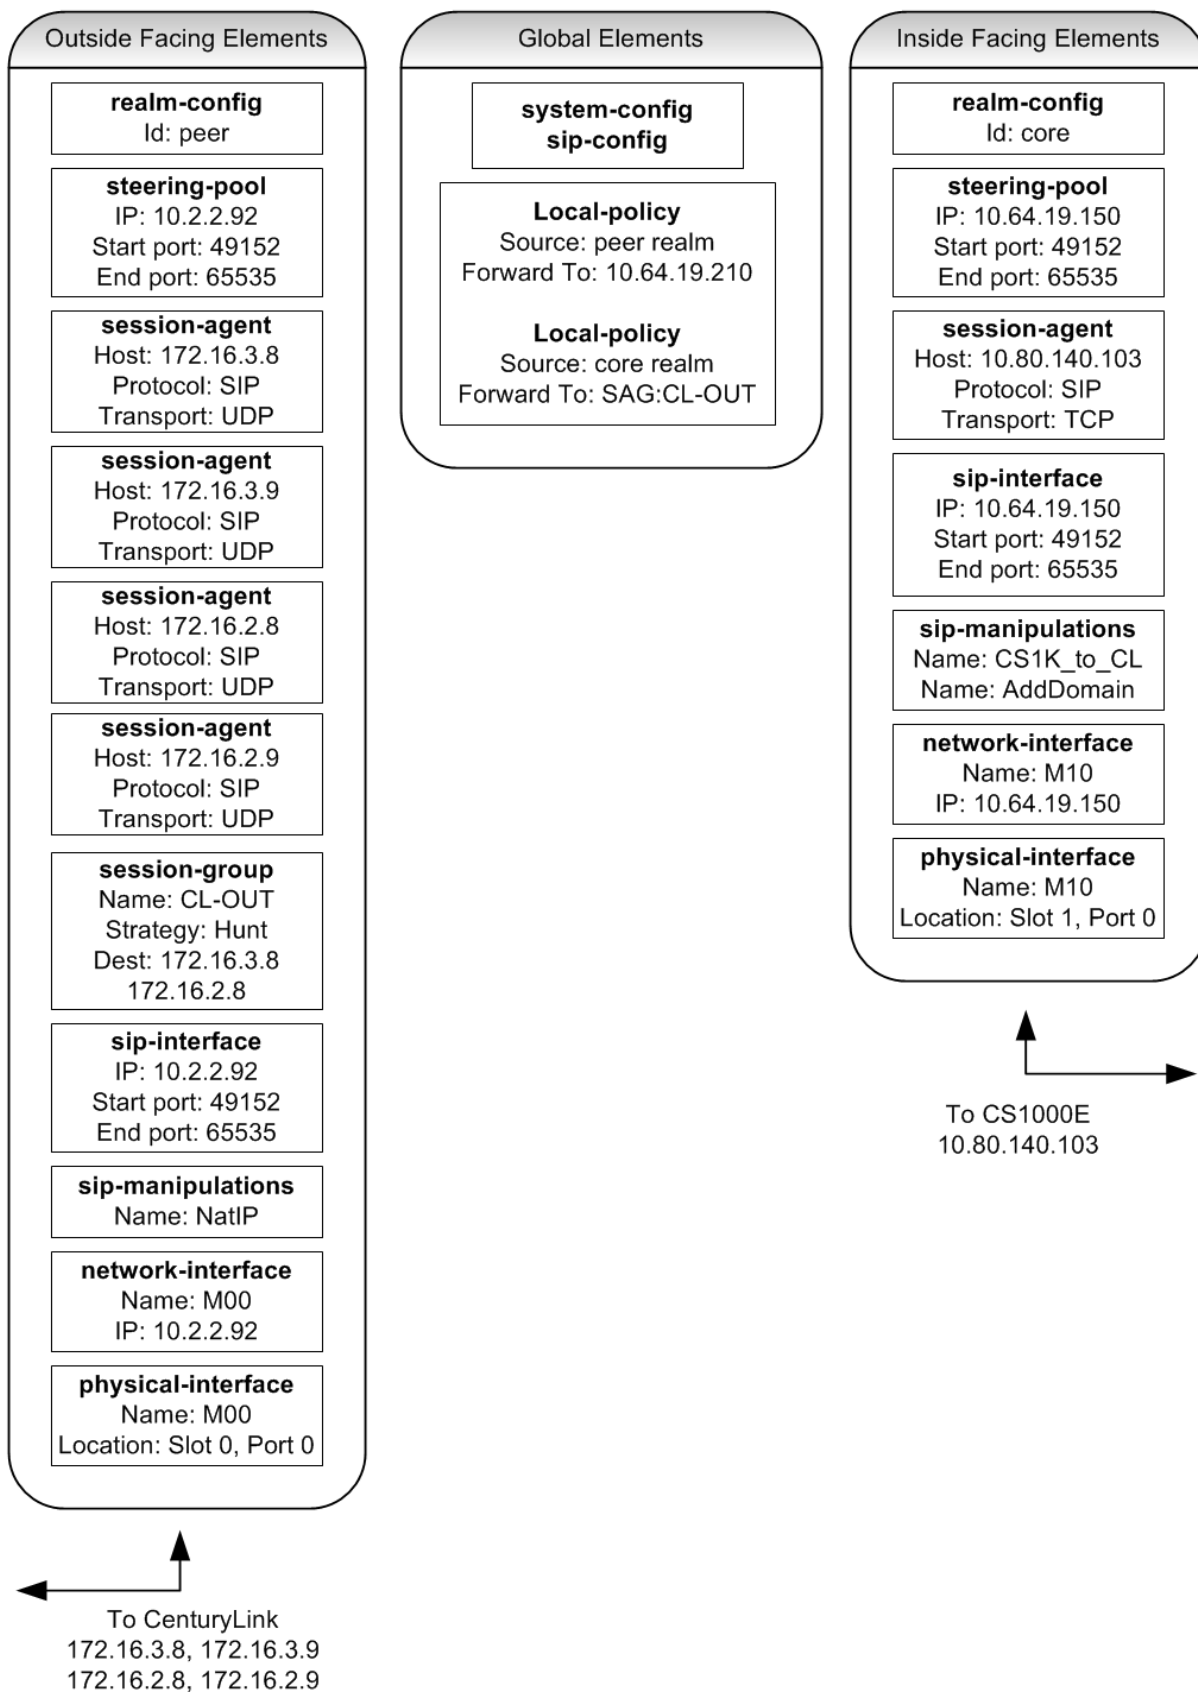 Outside Facing Elements
realm-config
Id: peer
steering-pool
IP: 10.2.2.92
Start port: 49152
End port: 65535
session-agent
Host: 172.16.3.8
Protocol: SIP
Transport: UDP
session-agent
Host: 172.16.3.9
Protocol: SIP
Transport: UDP
session-agent
Host: 172.16.2.8
Protocol: SIP
Transport: UDP
session-agent
Host: 172.16.2.9
Protocol: SIP
Transport: UDP
session-group
Name: CL-OUT
Strategy: Hunt
Dest: 172.16.3.8
172.16.2.8
sip-interface
IP: 10.2.2.92
Start port: 49152
End port: 65535
sip-manipulations
Name: NatIP
network-interface
Name: M00
IP: 10.2.2.92
physical-interface
Name: M00
Location: Slot 0, Port 0
To CenturyLink
172.16.3.8, 172.16.3.9
172.16.2.8, 172.16.2.9
Global Elements
system-config
sip-config
Local-policy
Source: peer realm
Forward To: 10.64.19.210
Local-policy
Source: core realm
Forward To: SAG:CL-OUT
Inside Facing Elements
realm-config
Id: core
steering-pool
IP: 10.64.19.150
Start port: 49152
End port: 65535
session-agent
Host: 10.80.140.103
Protocol: SIP
Transport: TCP
sip-interface
IP: 10.64.19.150
Start port: 49152
End port: 65535
sip-manipulations
Name: CS1K_to_CL
Name: AddDomain
network-interface
Name: M10
IP: 10.64.19.150
physical-interface
Name: M10
Location: Slot 1, Port 0
To CS1000E
10.80.140.103